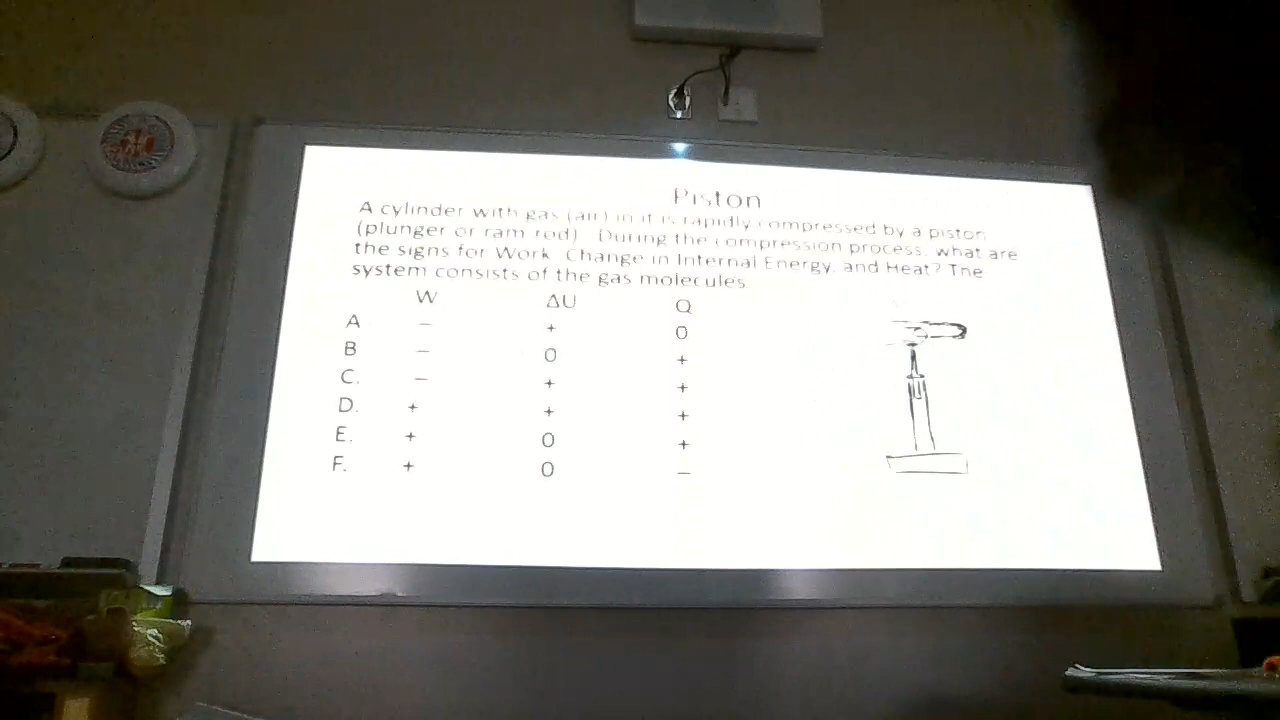 Piston
A cylinder with gas (air) in it is rapidly compressed by a piston
(plunger or ram rod). During the compression process, what are
the signs for Work, Change in Internal Energy, and Heat? The
system consists of the gas molecules
W ΔU Q
A – + 0
B – 0 +
C. – + +
D. + + +
E. + 0 +
F. + 0 –